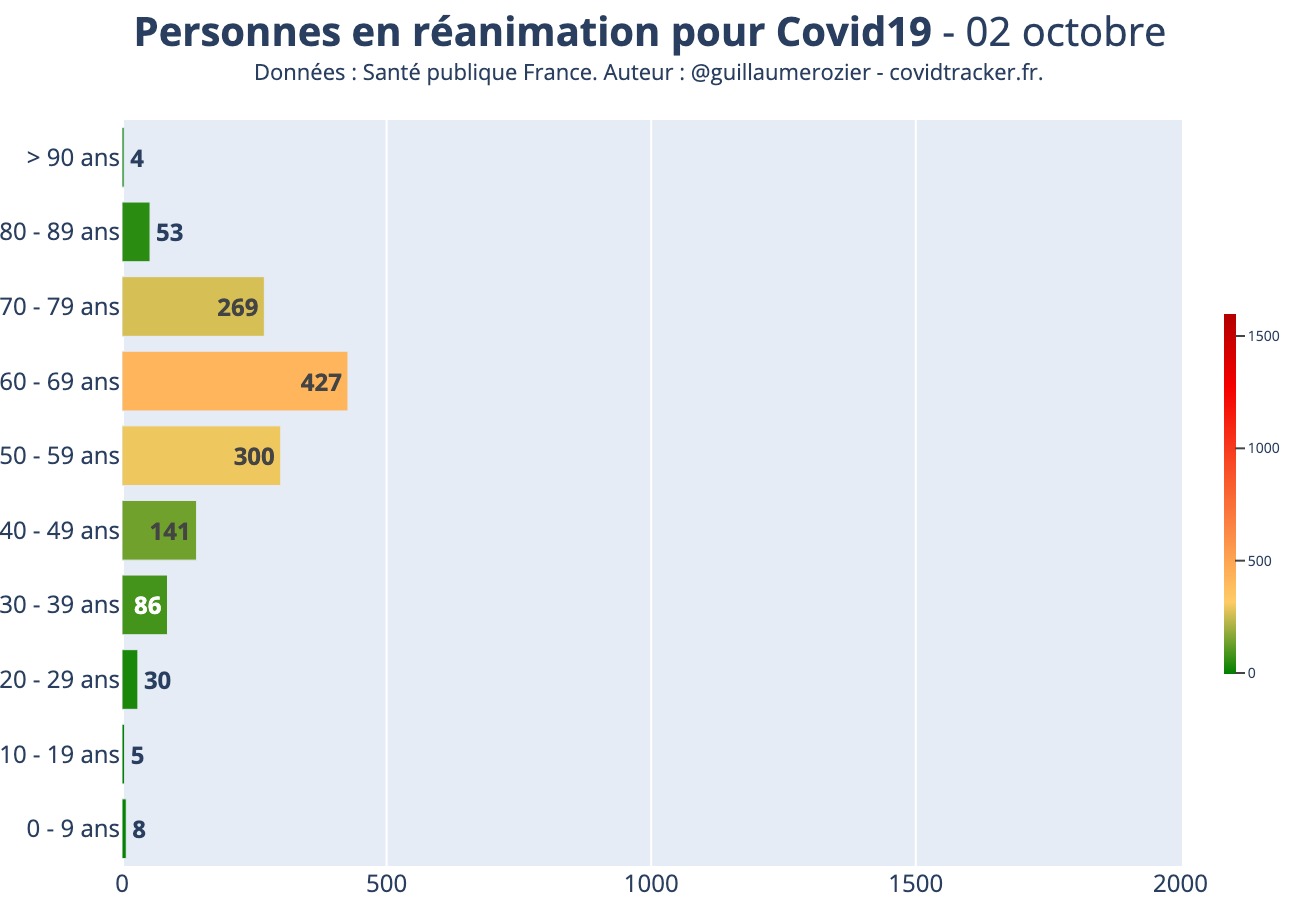 Personnes en réanimation pour Covid19 - 02 octobre
Données : Santé publique France. Auteur : @guillaumerozier - covidtracker.fr.
> 90 ans 4
80 - 89 ans 53
70 - 79 ans 269
60 - 69 ans 427
50 - 59 ans 300
40 - 49 ans 141
30 - 39 ans 86
20 - 29 ans 30
10 - 19 ans 5
0 - 9 ans 8
0 500 1000 1500 2000
1500
1000
500
0